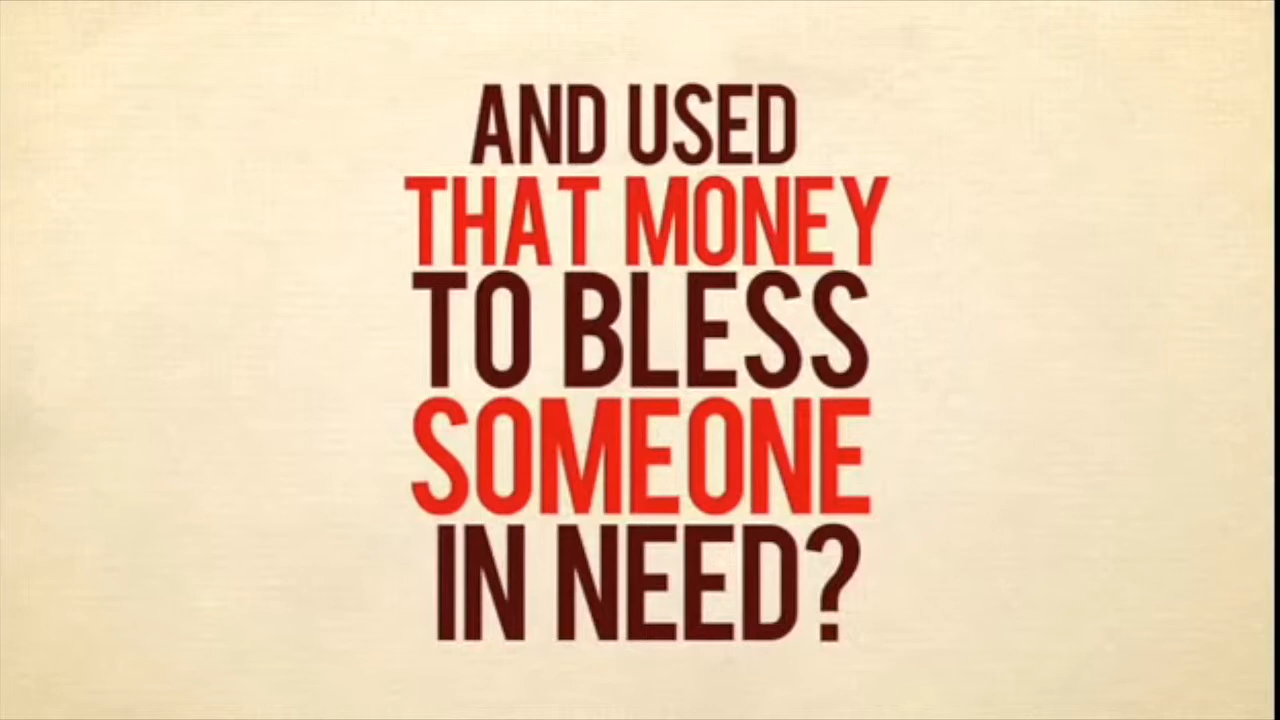 AND USED
THAT MONEY
TO BLESS
SOMEONE
IN NEED?